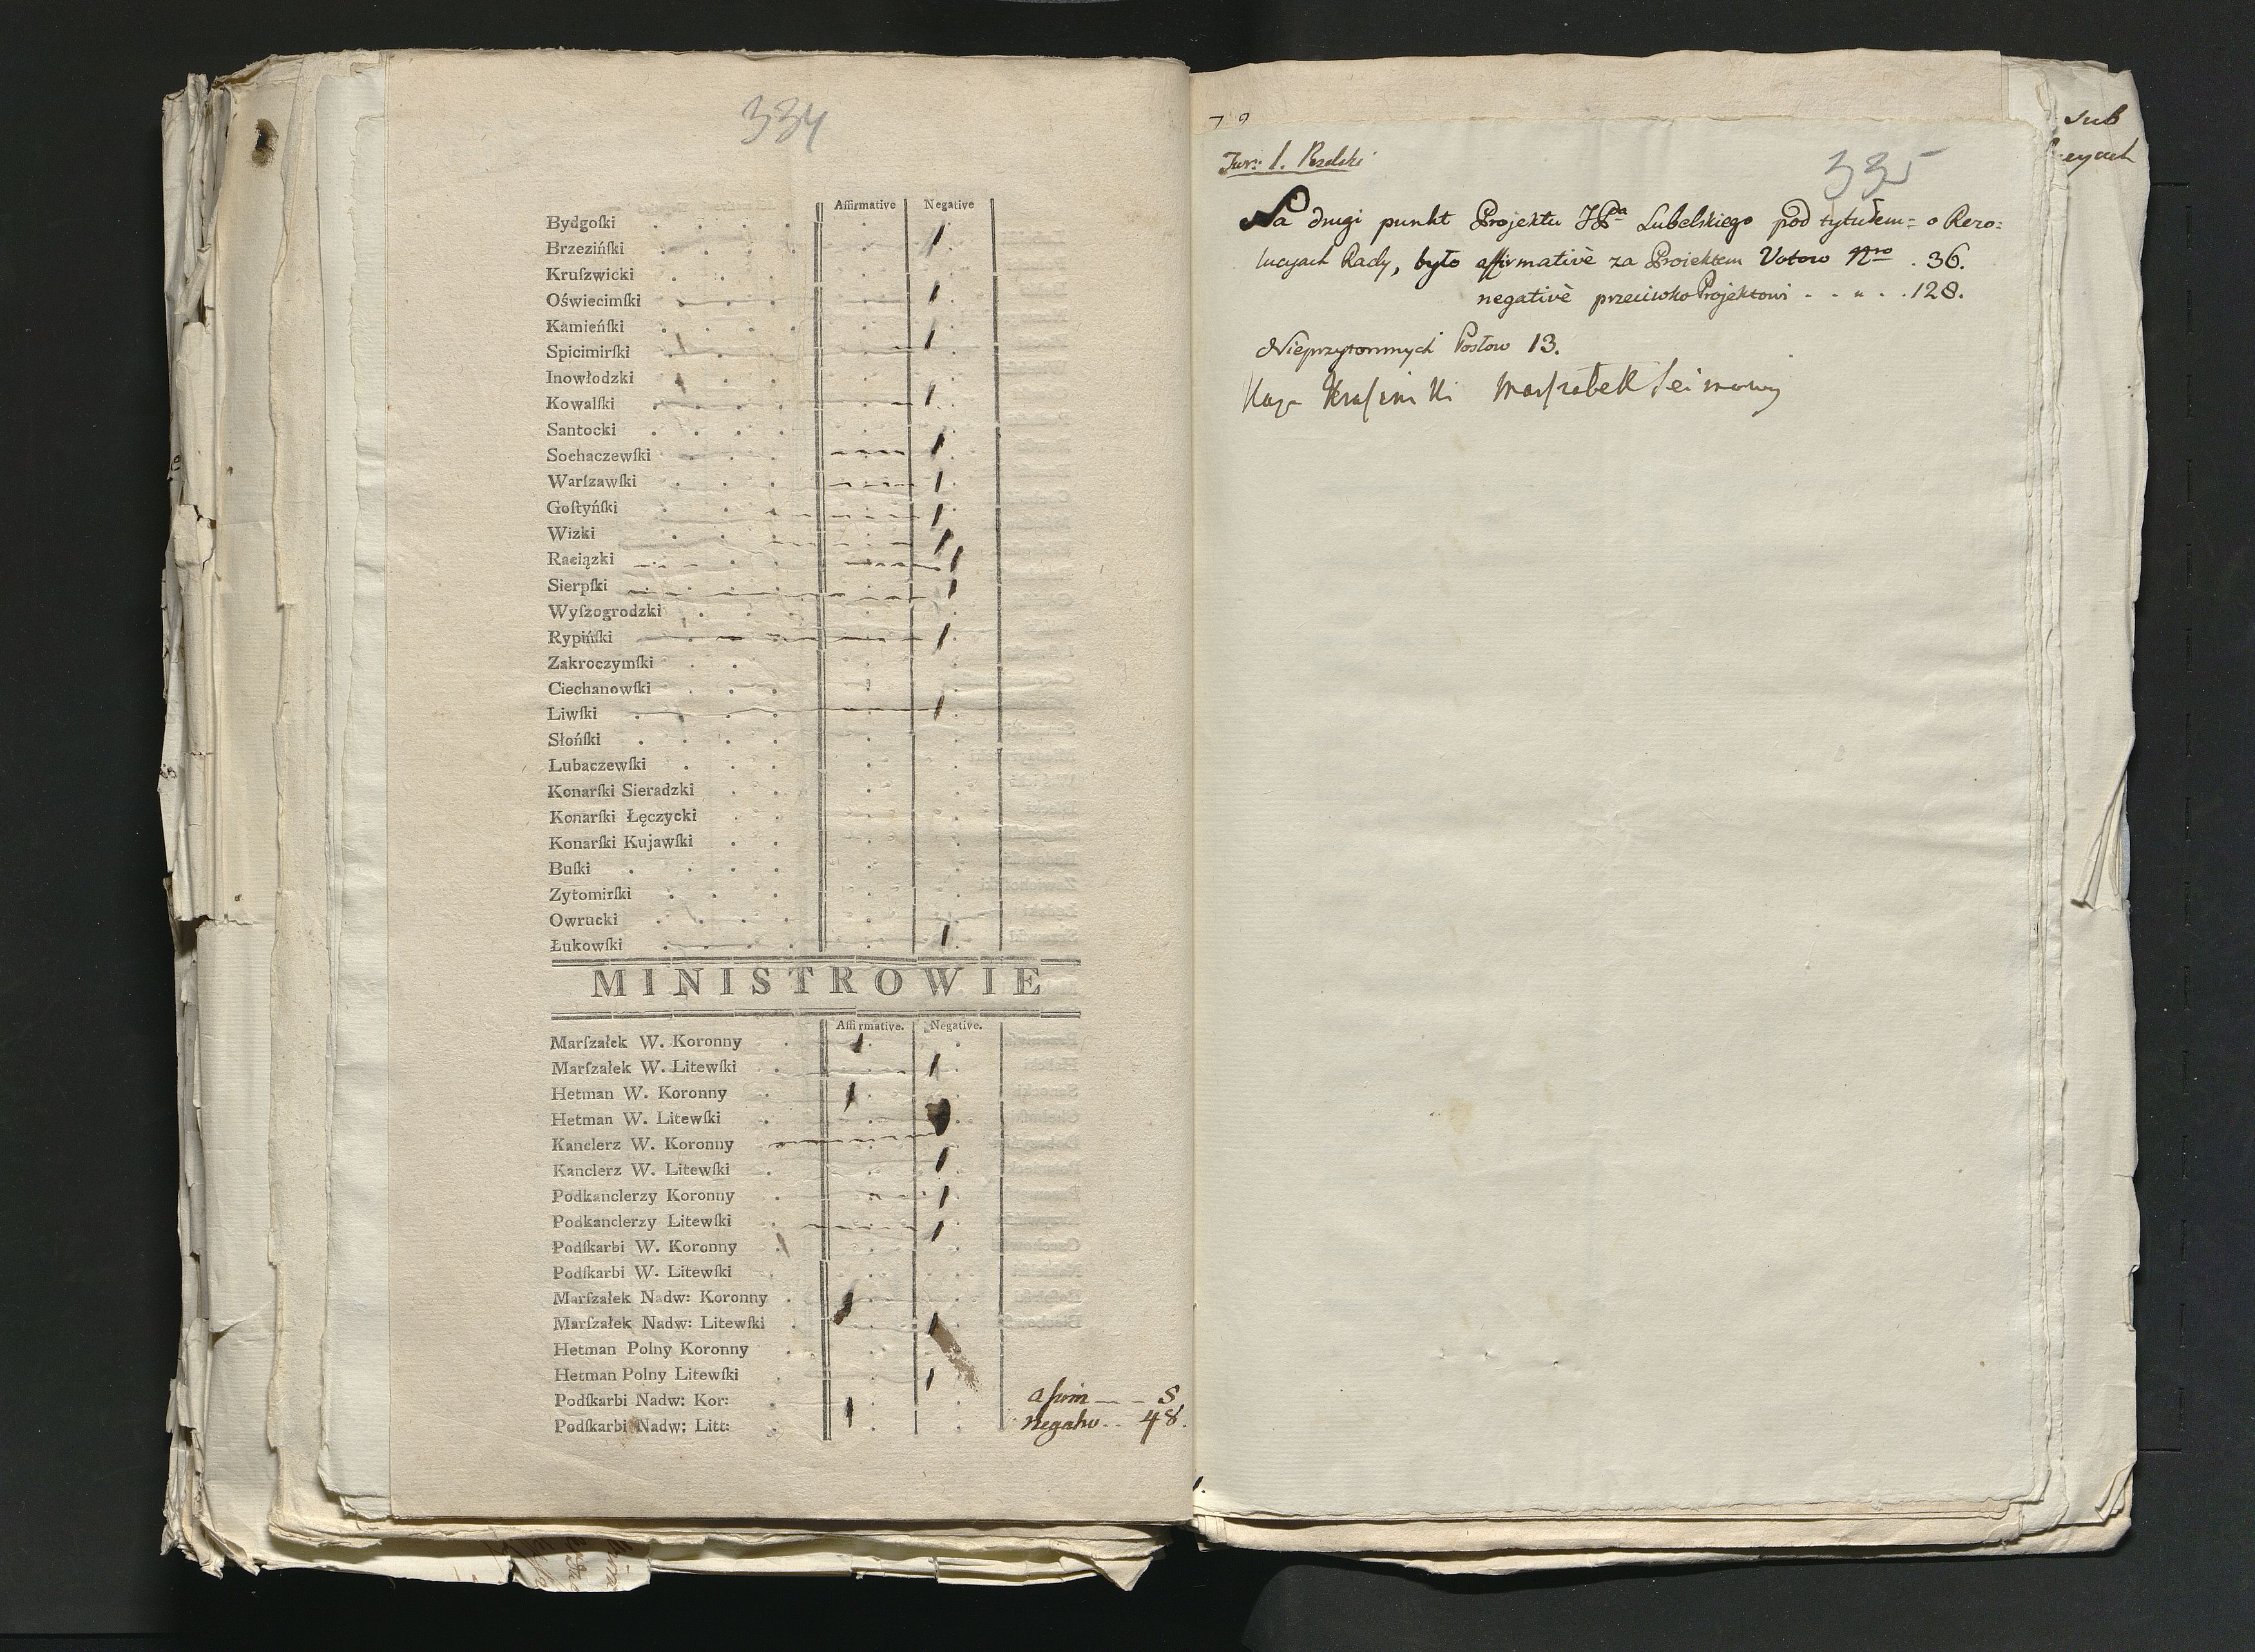 334
Affirmative Negative
Bydgoſki
Brzeziński
Kruſzwicki
Oświecimſki
Kamieńſki
Spicimirſki
Inowłodzki
Kowalſki
Santocki
Sochaczewſki
Warſzawſki
Goſtyńſki
Wizki
Raciązki
Sierpſki
Wyſzogrodzki
Rypińſki
Zakroczymſki
Ciechanowſki
Liwſki
Słońſki
Lubaczewſki
Konarſki Sieradzki
Konarſki Łęczycki
Konarſki Kujawſki
Buſki
Zytomirſki
Owrucki
Łukowſki
MINISTROWIE
Affirmative. Negative.
Marſzałek W. Koronny
Marſzałek W. Litewſki
Hetman W. Koronny
Hetman W. Litewſki
Kanclerz W. Koronny
Kanclerz W. Litewſki
Podkanclerzy Koronny
Podkanclerzy Litewſki
Podſkarbi W. Koronny
Podſkarbi W. Litewſki
Marſzałek Nadw: Koronny
Marſzałek Nadw: Litewſki
Hetman Polny Koronny
Hetman Polny Litewſki
Podſkarbi Nadw: Kor:
Podſkarbi Nadw: Litt:
48.
335
Na drugi punkt Projektu JPa Lubelskiego pod tytułem= o Rezo:
lucyach Rady, było affirmativè za Projektem Votow Nro . 36.
negativè przeciwko Projektowi . . " . . 128.
Nieprzytomnych Posłow 13.
Kraſinſki Marſzałek Seimowy
sub